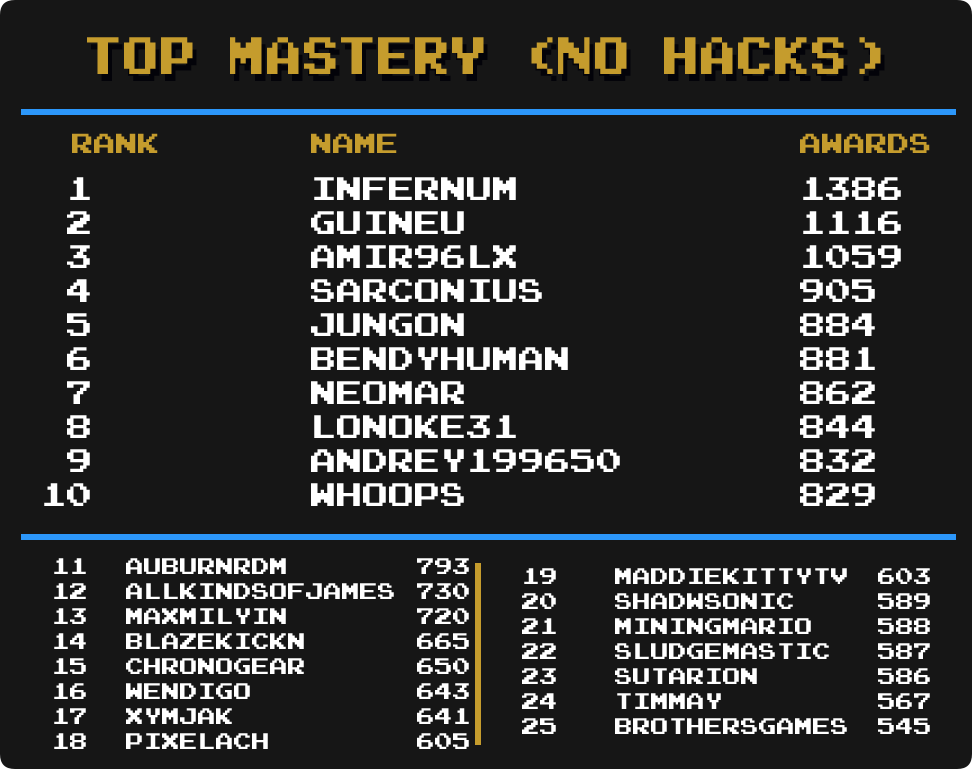 TOP MASTERY (NO HACKS)
RANK NAME AWARDS
1 INFERNUM 1386
2 GUINEU 1116
3 AMIR96LX 1059
4 SARCONIUS 905
5 JUNGON 884
6 BENDYHUMAN 881
7 NEOMAR 862
8 LONOKE31 844
9 ANDREY199650 832
10 WHOOPS 829
11 AUBURNRDM 793
12 ALLKINDSOFJAMES 730
13 MAXMILYIN 720
14 BLAZEKICKN 665
15 CHRONOGEAR 650
16 WENDIGO 643
17 XYMJAK 641
18 PIXELACH 605
19 MADDIEKITTYTV 603
20 SHADWSONIC 589
21 MININGMARIO 588
22 SLUDGEMASTIC 587
23 SUTARION 586
24 TIMMAY 567
25 BROTHERSGAMES 545